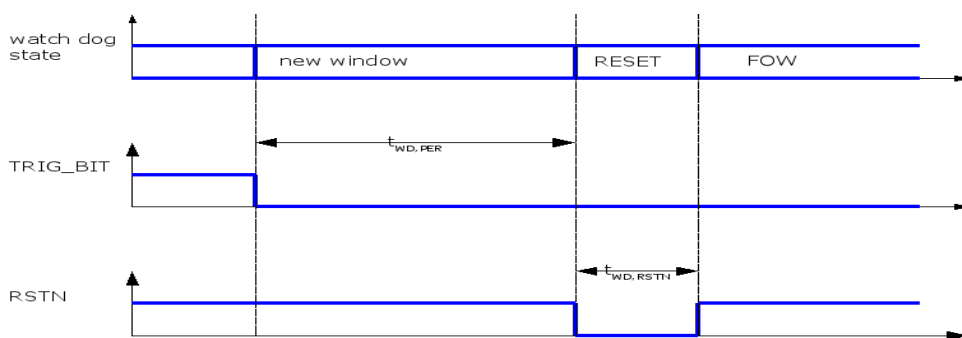 watch dog
state
new window
RESET
FOW
tWD,PER
TRIG_BIT
tWD,RSTN
RSTN